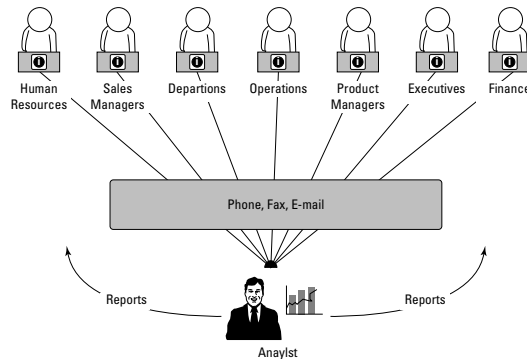 Human
Resources
Sales
Managers
Departions
Operations
Product
Managers
Executives
Finance
Phone, Fax, E-mail
Reports
Reports
Anaylst